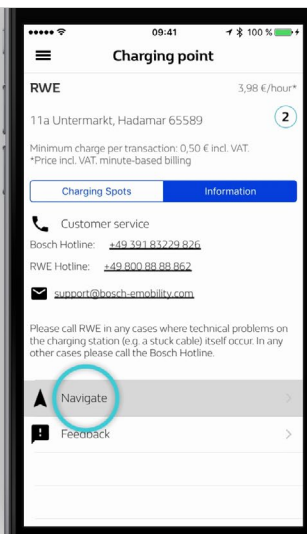 09:41
100 %
Charging point
RWE
3,98 €/hour*
11a Untermarkt, Hadamar 65589
2
Minimum charge per transaction: 0,50 € incl. VAT.
*Price incl. VAT, minute-based billing
Charging Spots
Information
Customer service
Bosch Hotline: +49 391 83229 826
RWE Hotline: +49 800 88 88 862
support@bosch-emobility.com
Please call RWE in any cases where technical problems on
the charging station (e.g. a stuck cable) itself occur. In any
other cases please call the Bosch Hotline.
Navigate
Feedback